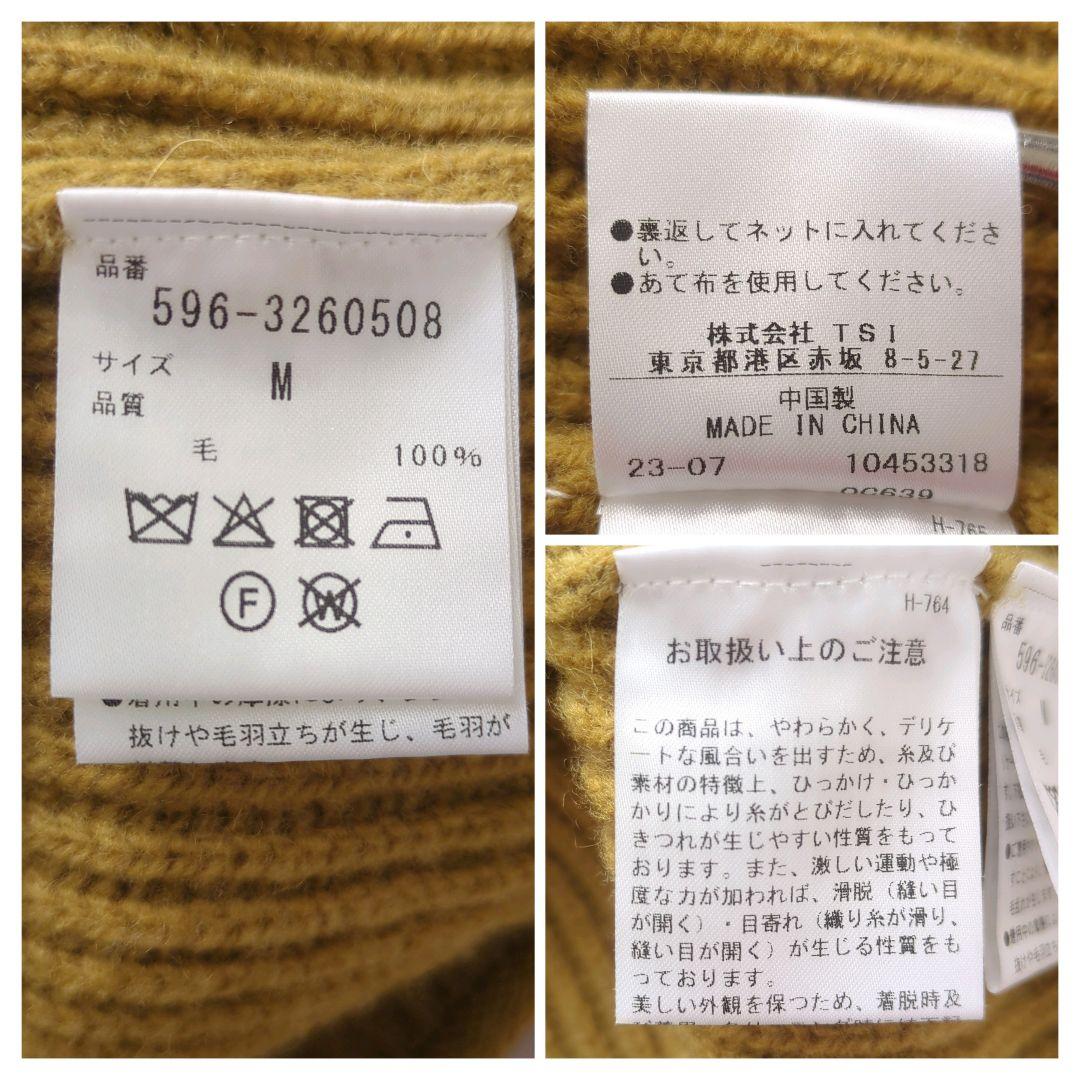 品番
596-3260508
サイズ
M
品質
毛 100%
F
W
抜けや毛羽立ちが生じ、毛羽が
●裏返してネットに入れてくださ
い。
●あて布を使用してください。
株式会社 TSI
東京都港区赤坂 8-5-27
中国製
MADE IN CHINA
23-07 10453318
H-765
H-764
お取扱い上のご注意
この商品は、やわらかく、デリケ
ートな風合いを出すため、糸及び
素材の特徴上、ひっかけ・ひっか
かりにより糸がとびだしたり、ひ
きつれが生じやすい性質をもって
おります。また、激しい運動や極
度な力が加われば、滑脱（縫い目
が開く）・目寄れ（織り糸が滑り、
縫い目が開く）が生じる性質をも
っております。
美しい外観を保つため、着脱時及
品番
サイズ